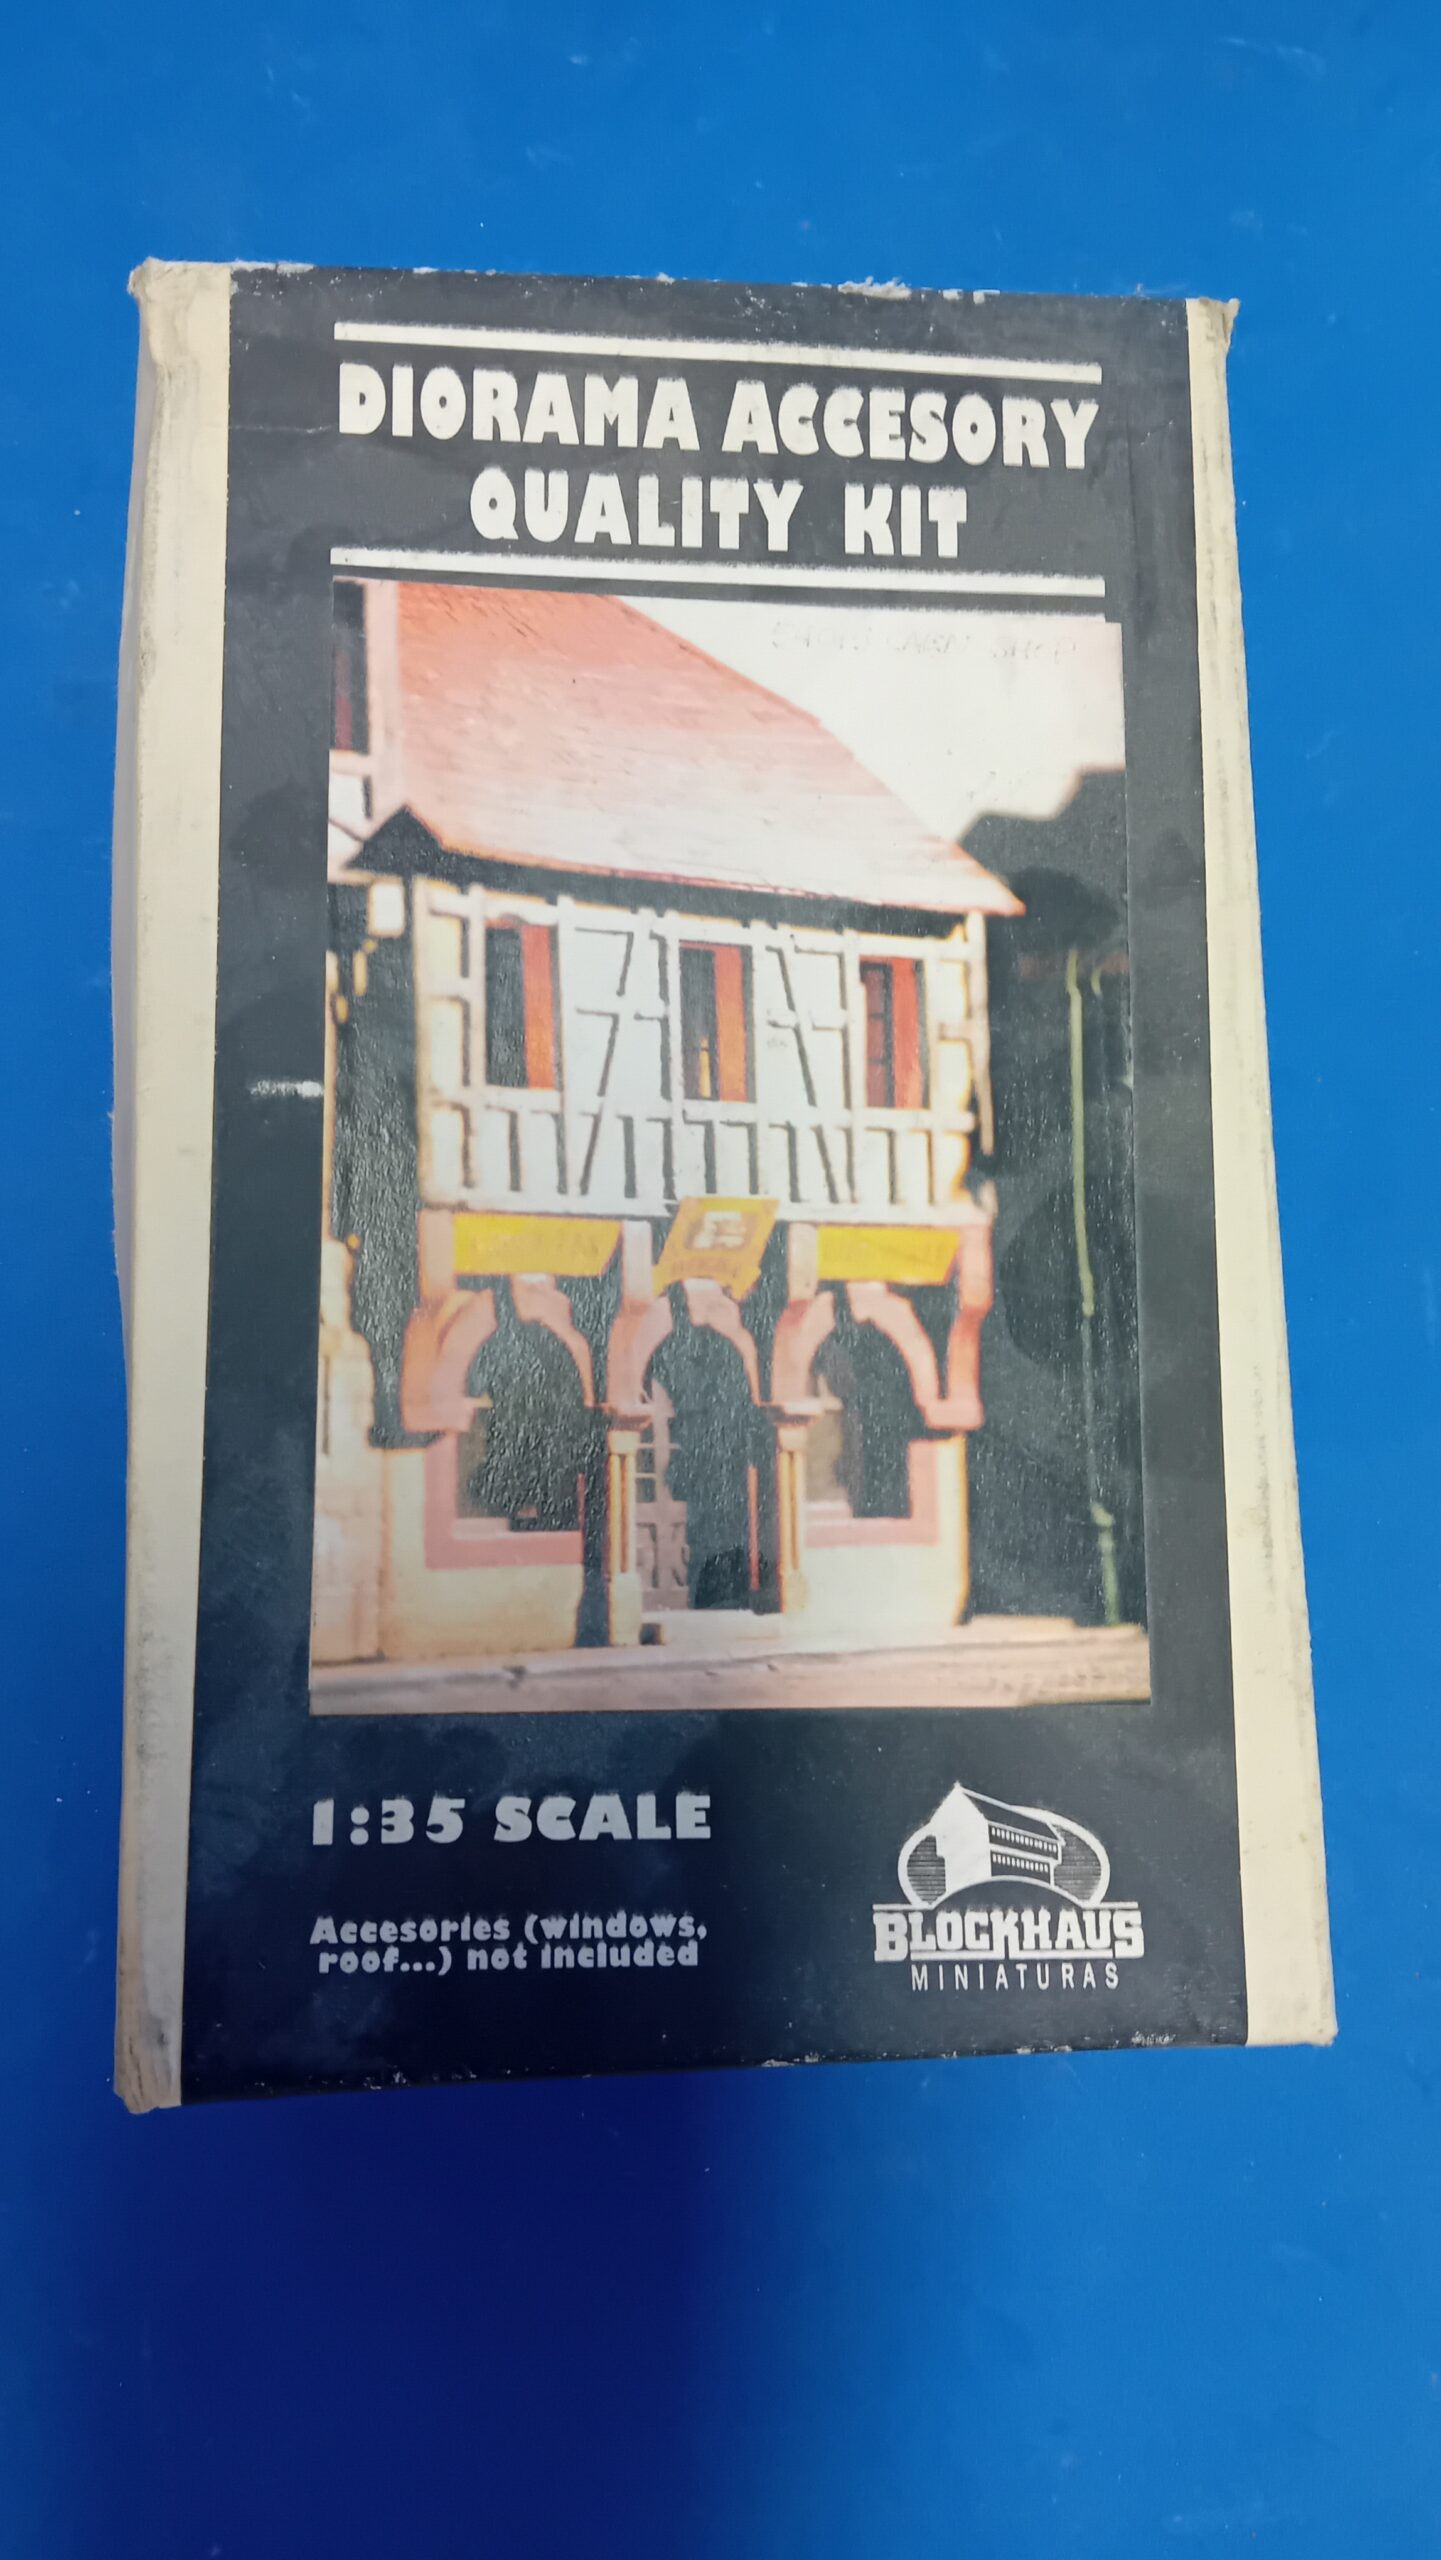 DIORAMA ACCESORY
QUALITY KIT
1:35 SCALE
Accesories (windows,
roof...) not included
BLOCKHAUS
MINIATURAS